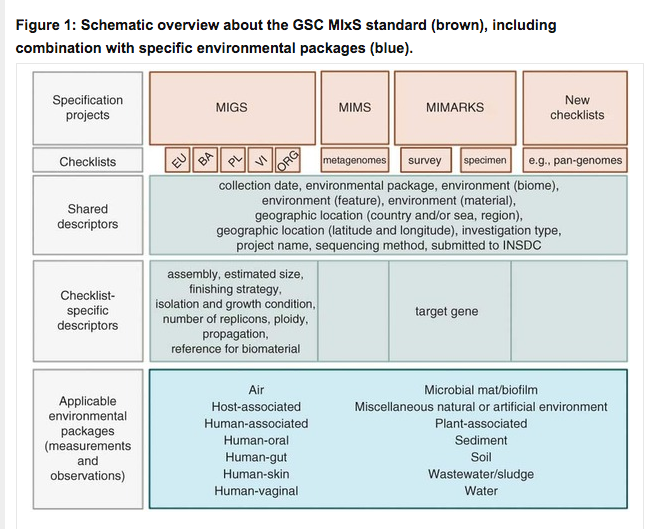 Figure 1: Schematic overview about the GSC MIxS standard (brown), including
combination with specific environmental packages (blue).
Specification
projects
MIGS
MIMS
MIMARKS
New
checklists
Checklists
EU
BA
PL
VI
ORG
metagenomes
survey
specimen
e.g., pan-genomes
Shared
descriptors
collection date, environmental package, environment (biome),
environment (feature), environment (material),
geographic location (country and/or sea, region),
geographic location (latitude and longitude), investigation type,
project name, sequencing method, submitted to INSDC
Checklist-
specific
descriptors
assembly, estimated size,
finishing strategy,
isolation and growth condition,
number of replicons, ploidy,
propagation,
reference for biomaterial
target gene
Applicable
environmental
packages
(measurements
and
observations)
Air
Host-associated
Human-associated
Human-oral
Human-gut
Human-skin
Human-vaginal
Microbial mat/biofilm
Miscellaneous natural or artificial environment
Plant-associated
Sediment
Soil
Wastewater/sludge
Water